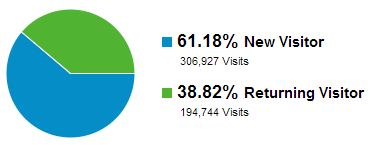 61.18% New Visitor
306,927 Visits
38.82% Returning Visitor
194,744 Visits